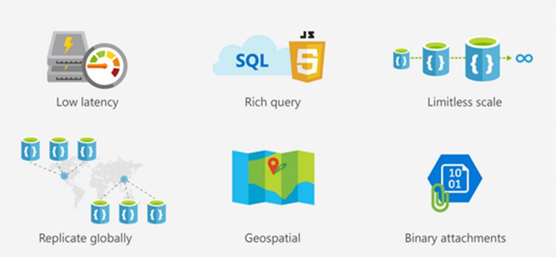 JS
SQL
5
{ }
{ }
{ }
Low latency
Rich query
Limitless scale
{ }
{ }
{ }
10
01
{ }
{ }
{ }
Replicate globally
Geospatial
Binary attachments